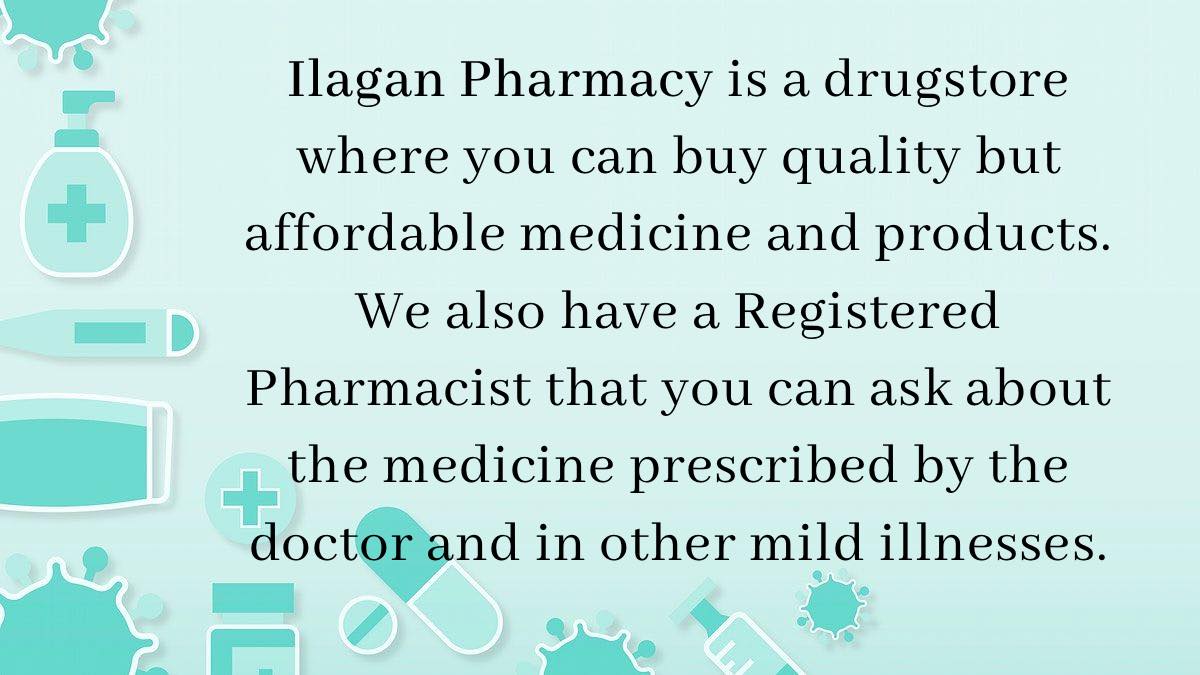 Ilagan Pharmacy is a drugstore
where you can buy quality but
affordable medicine and products.
We also have a Registered
Pharmacist that you can ask about
the medicine prescribed by the
doctor and in other mild illnesses.